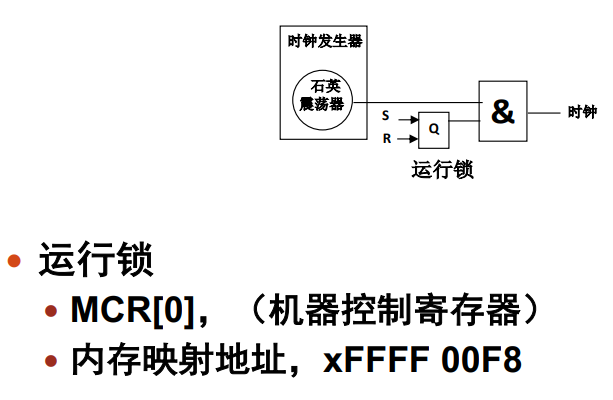 时钟发生器
石英
震荡器
S
R
Q
&
时钟
运行锁
• 运行锁
• MCR[0]，（机器控制寄存器）
• 内存映射地址，xFFFF 00F8